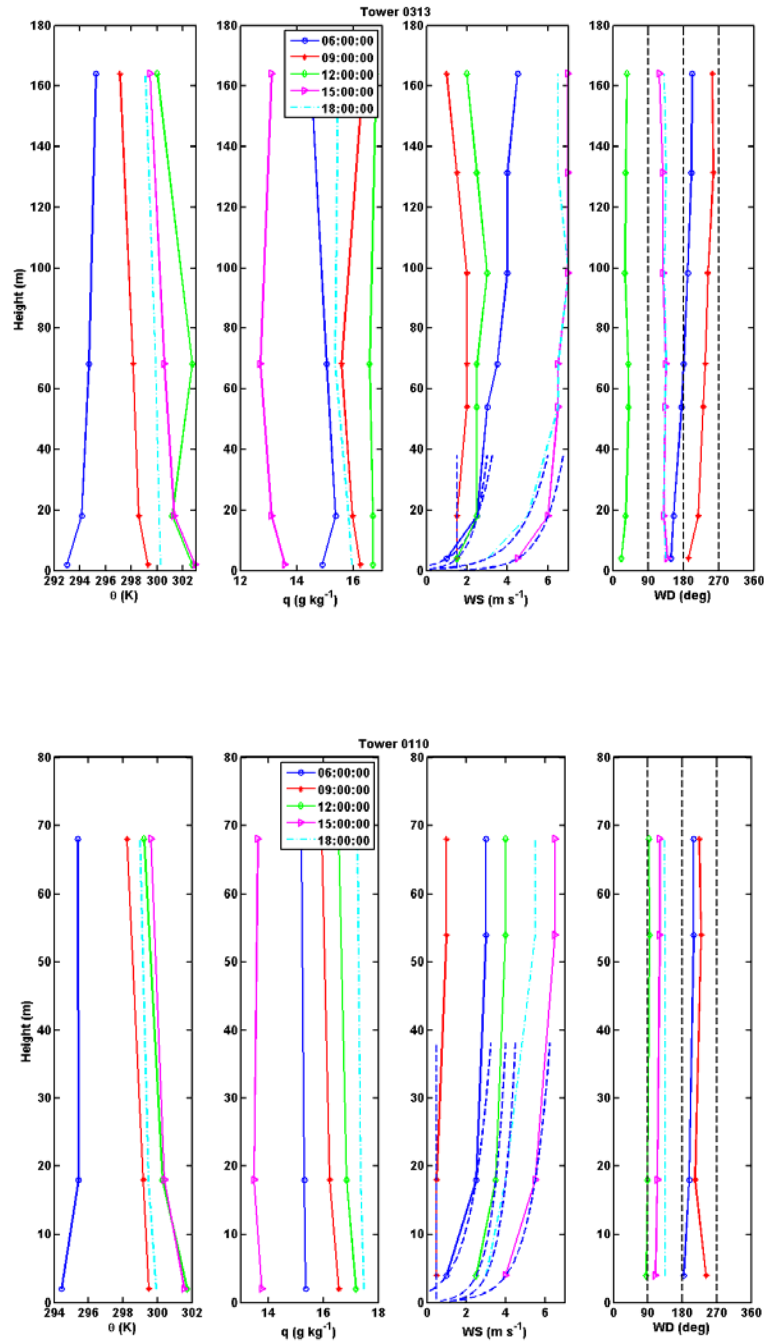 Tower 0313
180
160
140
120
100
80
60
40
20
0
Height (m)
292 294 296 298 300 302
θ (K)
06:00:00
09:00:00
12:00:00
15:00:00
18:00:00
12 14 16
q (g kg⁻¹)
0 2 4 6
WS (m s⁻¹)
0 90 180 270 360
WD (deg)
Tower 0110
80
70
60
50
40
30
20
10
0
Height (m)
294 296 298 300 302
θ (K)
06:00:00
09:00:00
12:00:00
15:00:00
18:00:00
14 16 18
q (g kg⁻¹)
0 2 4 6
WS (m s⁻¹)
0 90 180 270 360
WD (deg)